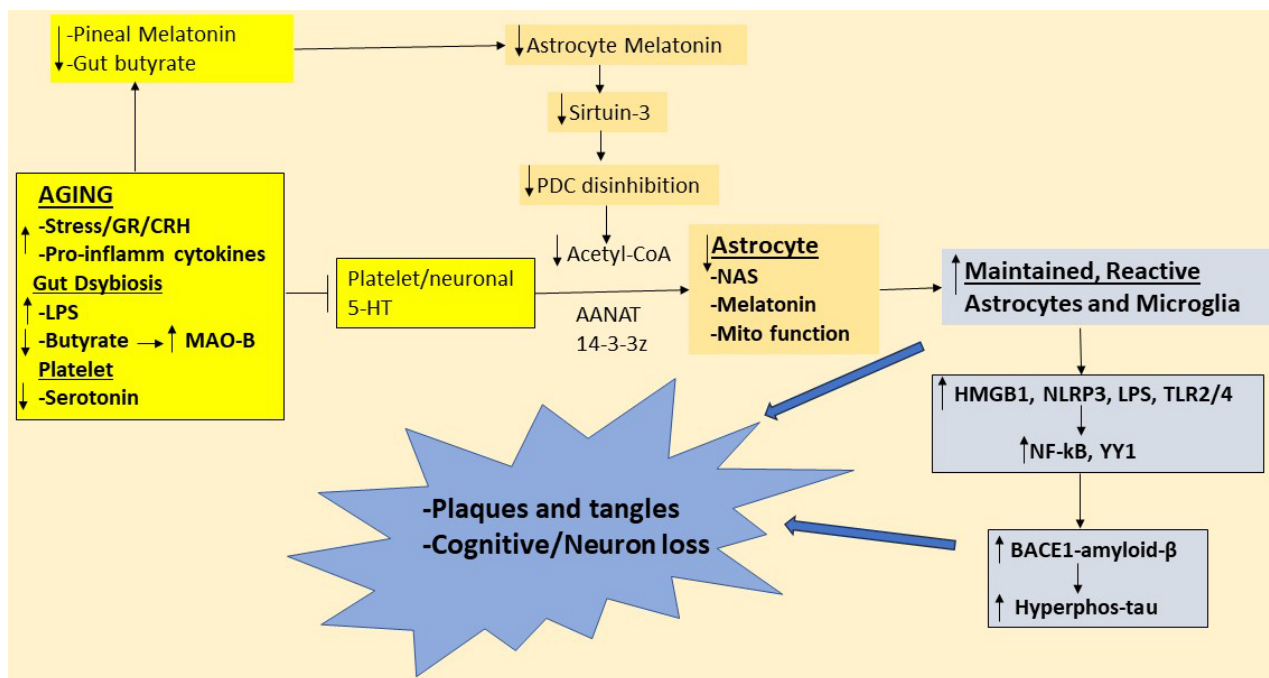 -Pineal Melatonin
-Gut butyrate
Astrocyte Melatonin
Sirtuin-3
PDC disinhibition
Acetyl-CoA
AGING
-Stress/GR/CRH
-Pro-inflamm cytokines
Gut Dsybiosis
-LPS
-Butyrate → MAO-B
Platelet
-Serotonin
Platelet/neuronal
5-HT
AANAT
14-3-3z
Astrocyte
-NAS
-Melatonin
-Mito function
Maintained, Reactive
Astrocytes and Microglia
HMGB1, NLRP3, LPS, TLR2/4
NF-kB, YY1
BACE1-amyloid-β
Hyperphos-tau
-Plaques and tangles
-Cognitive/Neuron loss